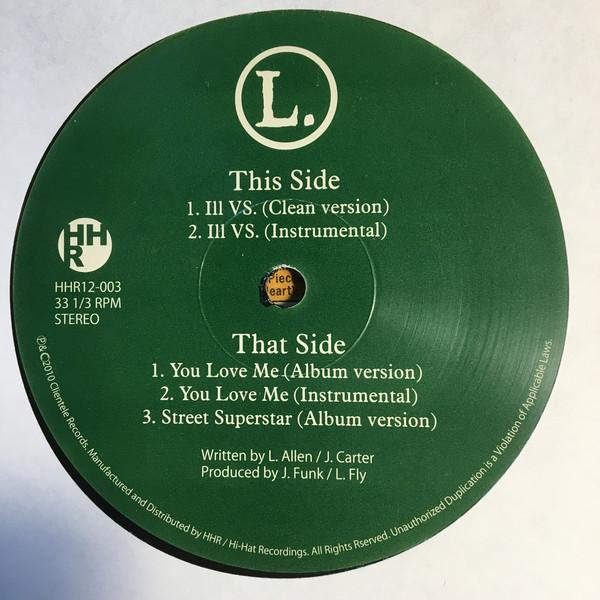 L.
This Side
1. Ill VS. (Clean version)
2. Ill VS. (Instrumental)
HHR
HHR12-003
33 1/3 RPM
STEREO
Piec
eart
That Side
1. You Love Me (Album version)
2. You Love Me (Instrumental)
3. Street Superstar (Album version)
Written by L. Allen / J. Carter
Produced by J. Funk / L. Fly
℗&©2010 Clientele Records. Manufactured and Distributed by HHR / Hi-Hat Recordings. All Rights Rserved. Unauthorized Duplication is a Violation of Applicable Laws.